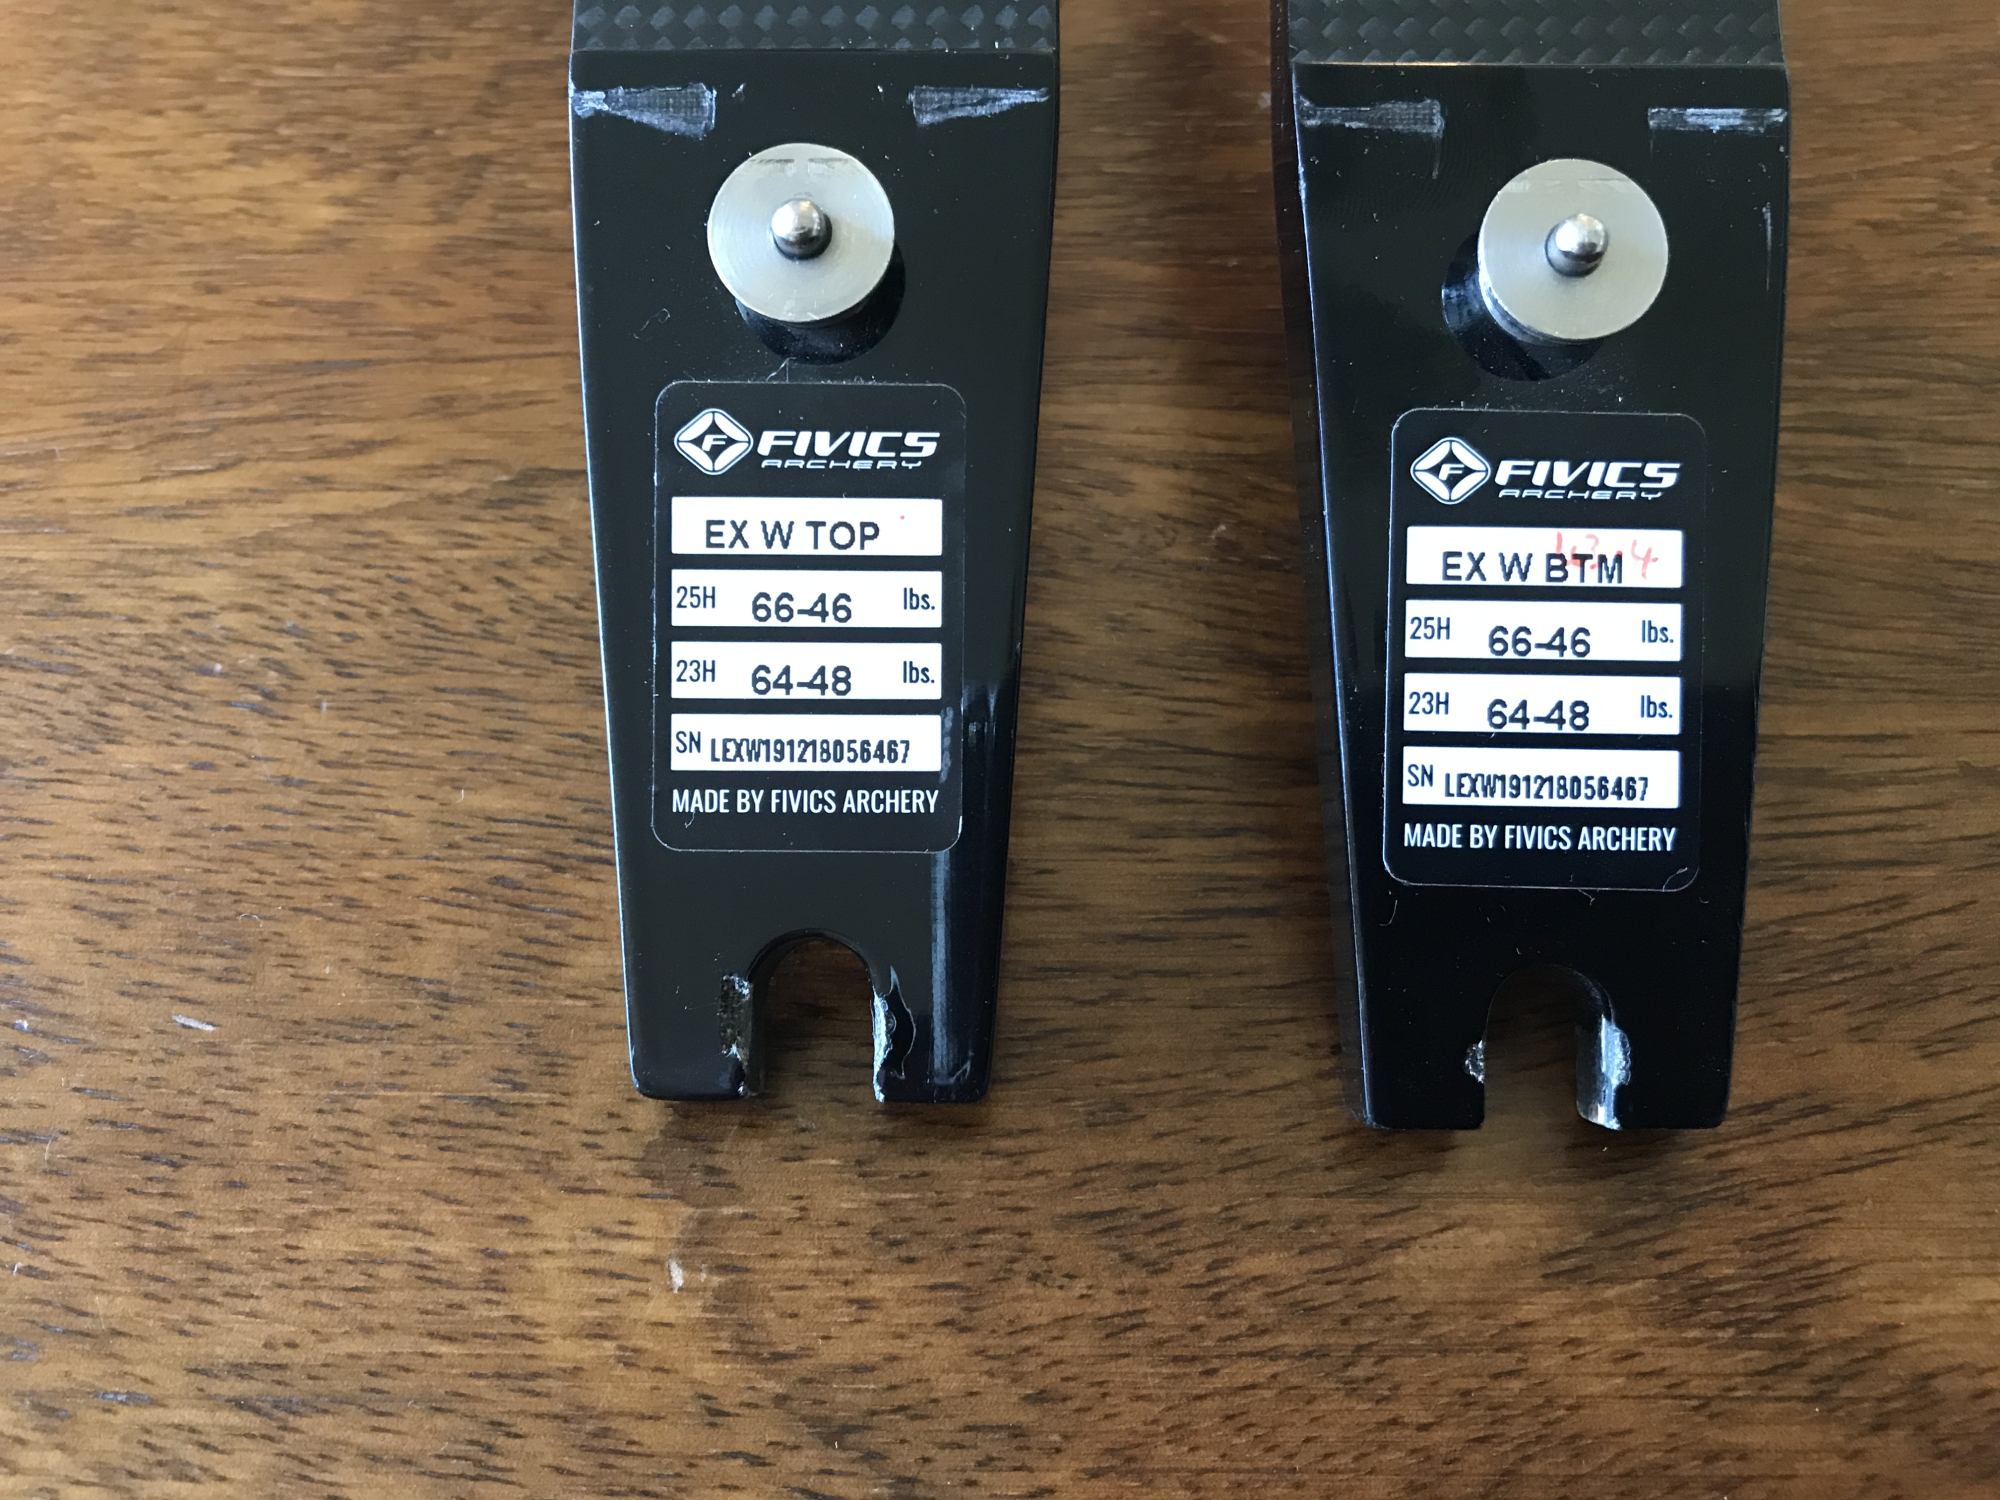 F FIVICS
ARCHERY
EX W TOP
25H 66-46 lbs.
23H 64-48 lbs.
SN LEXW191218056467
MADE BY FIVICS ARCHERY
F FIVICS
ARCHERY
EX W BTM
25H 66-46 lbs.
23H 64-48 lbs.
SN LEXW191218056467
MADE BY FIVICS ARCHERY